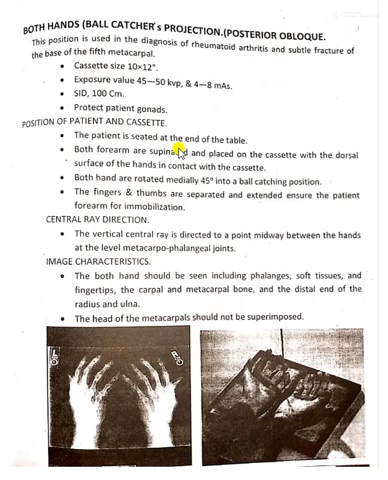 BOTH HANDS (BALL CATCHER's PROJECTION.(POSTERIOR OBLOQUE.
This position is used in the diagnosis of rheumatoid arthritis and subtle fracture of
the base of the fifth metacarpal.
• Cassette size 10×12".
• Exposure value 45—50 kvp, & 4—8 mAs.
• SID, 100 Cm.
• Protect patient gonads.
POSITION OF PATIENT AND CASSETTE.
• The patient is seated at the end of the table.
• Both forearm are supinated and placed on the cassette with the dorsal
surface of the hands in contact with the cassette.
• Both hand are rotated medially 45° into a ball catching position.
• The fingers & thumbs are separated and extended ensure the patient
forearm for immobilization.
CENTRAL RAY DIRECTION.
• The vertical central ray is directed to a point midway between the hands
at the level metacarpo-phalangeal joints.
IMAGE CHARACTERISTICS.
• The both hand should be seen including phalanges, soft tissues, and
fingertips, the carpal and metacarpal bone, and the distal end of the
radius and ulna.
• The head of the metacarpals should not be superimposed.